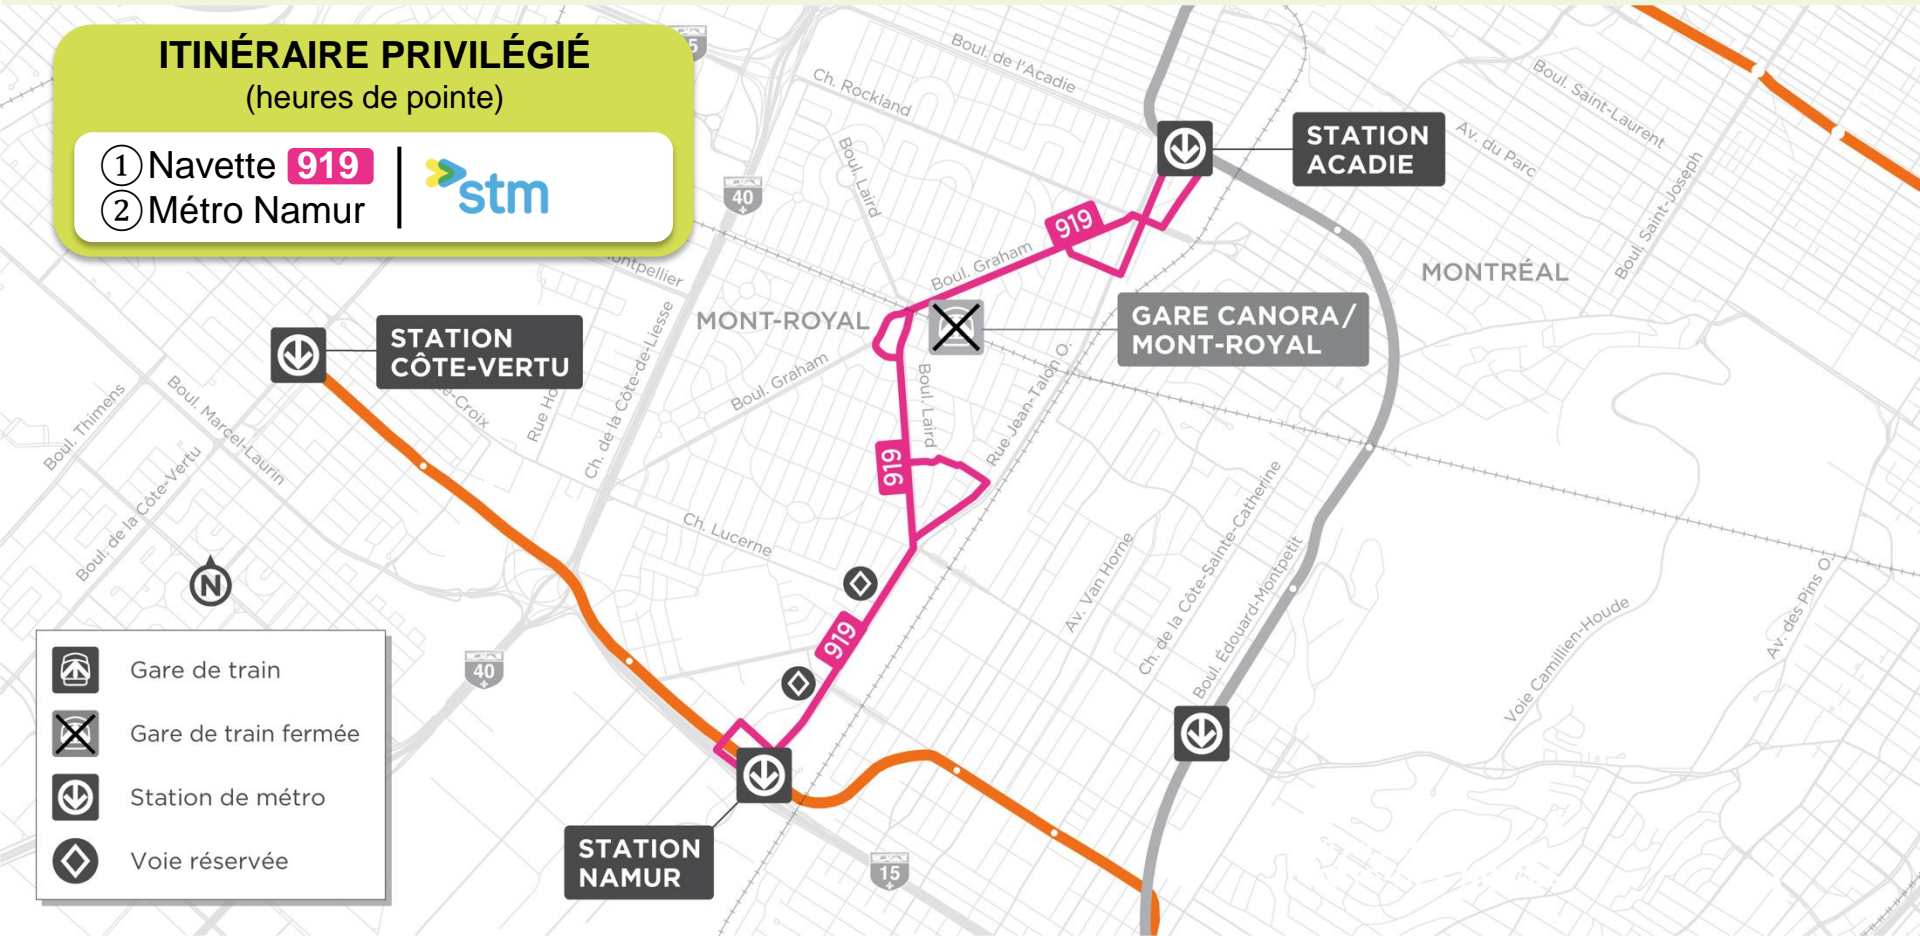 ITINÉRAIRE PRIVILÉGIÉ
(heures de pointe)
① Navette 919
② Métro Namur
stm
5
Boul. de l'Acadie
Ch. Rockland
Boul. Saint-Laurent
Av. du Parc
Boul. Saint-Joseph
STATION
ACADIE
40
Boul. Laird
919
Boul. Graham
MONTRÉAL
ntpellier
MONT-ROYAL
GARE CANORA/
MONT-ROYAL
STATION
CÔTE-VERTU
Boul. Graham
Boul. Laird
Rue Jean-Talon O.
Ch. de la Côte-de-Liesse
Rue Ho
e-Croix
Boul. Marcel-Laurin
Boul. Thimens
Boul. de la Côte-Vertu
919
Ch. Lucerne
Av. Van Horne
Ch. de la Côte-Sainte-Catherine
Boul. Édouard-Montpetit
Voie Camillien-Houde
Av. des Pins O.
N
919
40
Gare de train
Gare de train fermée
Station de métro
Voie réservée
STATION
NAMUR
15